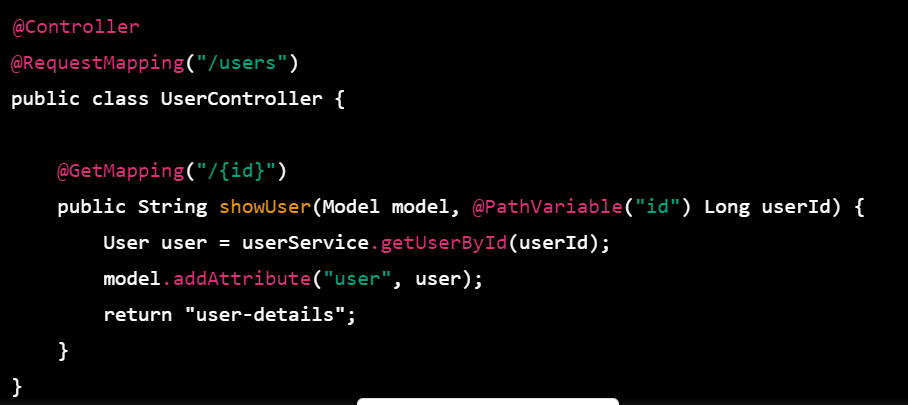 @Controller
@RequestMapping("/users")
public class UserController {
@GetMapping("/{id}")
public String showUser(Model model, @PathVariable("id") Long userId) {
User user = userService.getUserById(userId);
model.addAttribute("user", user);
return "user-details";
}
}